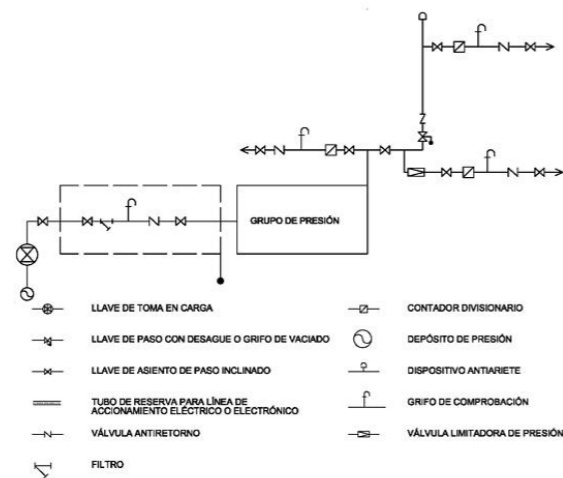 GRUPO DE PRESIÓN
LLAVE DE TOMA EN CARGA
LLAVE DE PASO CON DESAGUE O GRIFO DE VACIADO
LLAVE DE ASIENTO DE PASO INCLINADO
TUBO DE RESERVA PARA LÍNEA DE
ACCIONAMIENTO ELÉCTRICO O ELECTRÓNICO
VÁLVULA ANTIRETORNO
FILTRO
CONTADOR DIVISIONARIO
DEPÓSITO DE PRESIÓN
DISPOSITIVO ANTIARIETE
GRIFO DE COMPROBACIÓN
VÁLVULA LIMITADORA DE PRESIÓN